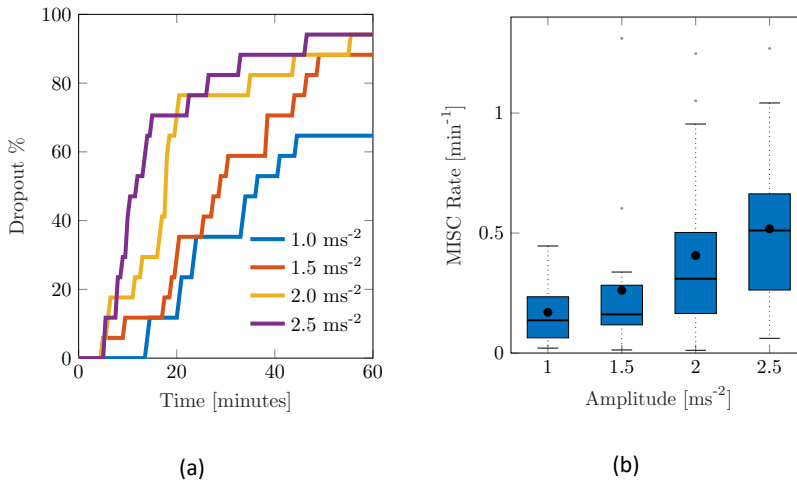 100
80
60
40
20
0
Dropout %
0
20
40
60
Time [minutes]
1.0 ms-2
1.5 ms-2
2.0 ms-2
2.5 ms-2
(a)
1
0.5
0
MISC Rate [min-1]
1
1.5
2
2.5
Amplitude [ms-2]
(b)